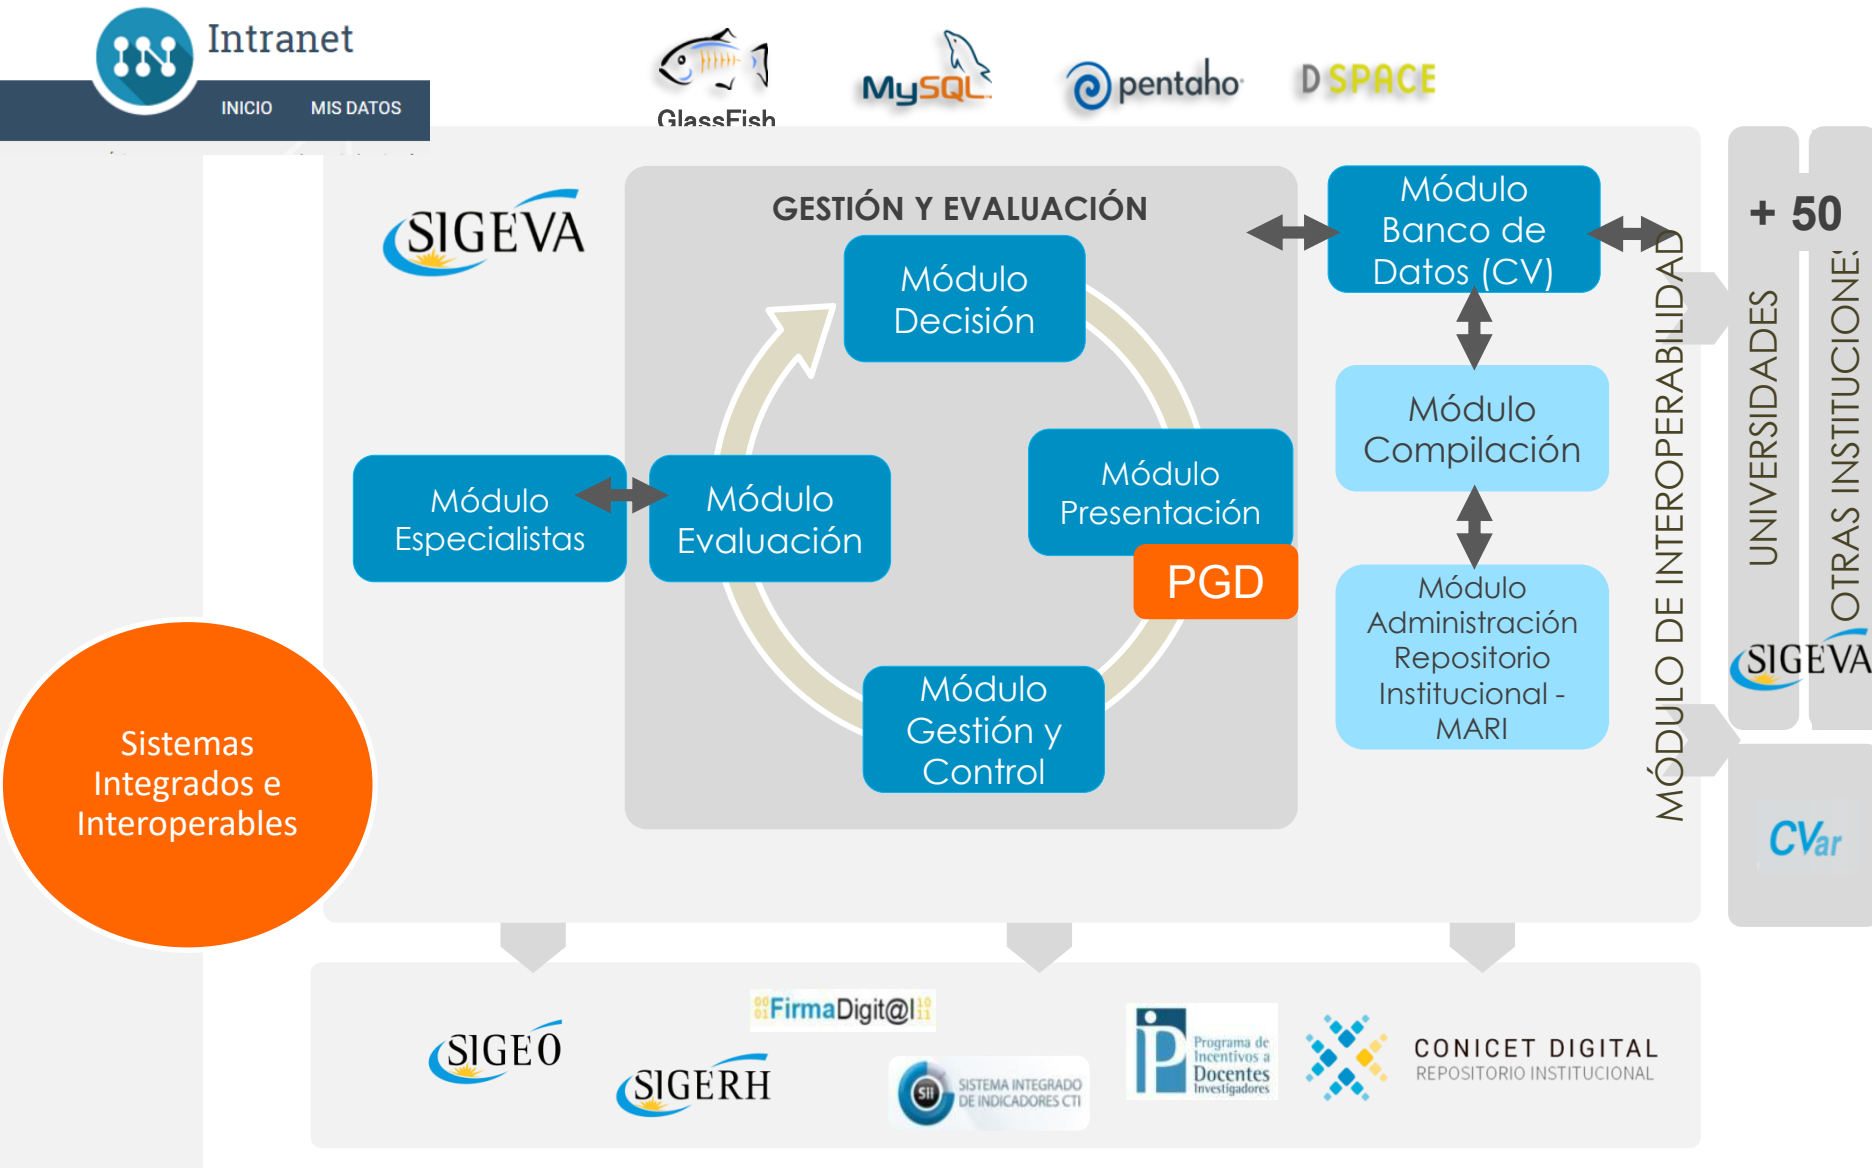 Intranet
INICIO MIS DATOS
GlassFish
MySQL
pentaho
DSPACE
SIGEVA
GESTIÓN Y EVALUACIÓN
Módulo
Decisión
Módulo
Presentación
PGD
Módulo
Gestión y
Control
Módulo
Evaluación
Módulo
Especialistas
Módulo
Banco de
Datos (CV)
Módulo
Compilación
Módulo
Administración
Repositorio
Institucional -
MARI
MÓDULO DE INTEROPERABILIDAD
+ 50
UNIVERSIDADES
OTRAS INSTITUCIONES
SIGEVA
CVar
Sistemas
Integrados e
Interoperables
SIGEO
SIGERH
FirmaDigit@l
SII
SISTEMA INTEGRADO
DE INDICADORES CTI
Programa de
Incentivos a
Docentes
Investigadores
CONICET DIGITAL
REPOSITORIO INSTITUCIONAL